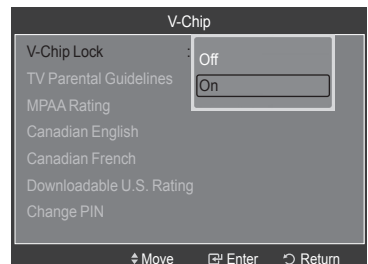 V-Chip
V-Chip Lock : Off
On
TV Parental Guidelines
MPAA Rating
Canadian English
Canadian French
Downloadable U.S. Rating
Change PIN
Move Enter Return